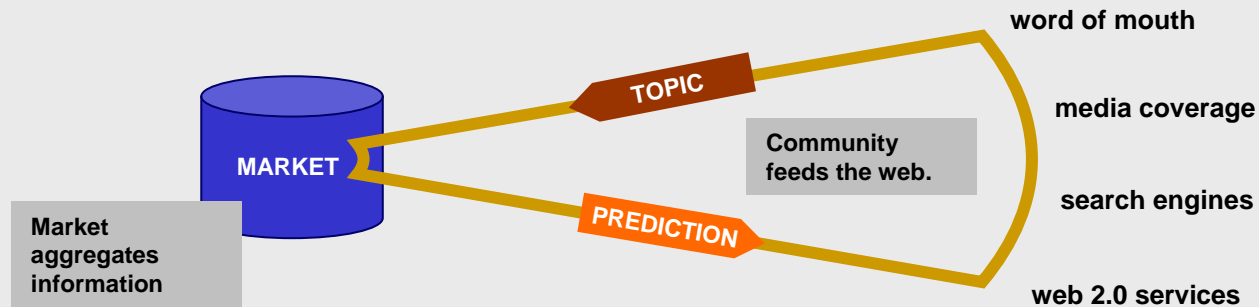 word of mouth
TOPIC
media coverage
Community
feeds the web.
MARKET
search engines
PREDICTION
Market
aggregates
information
web 2.0 services